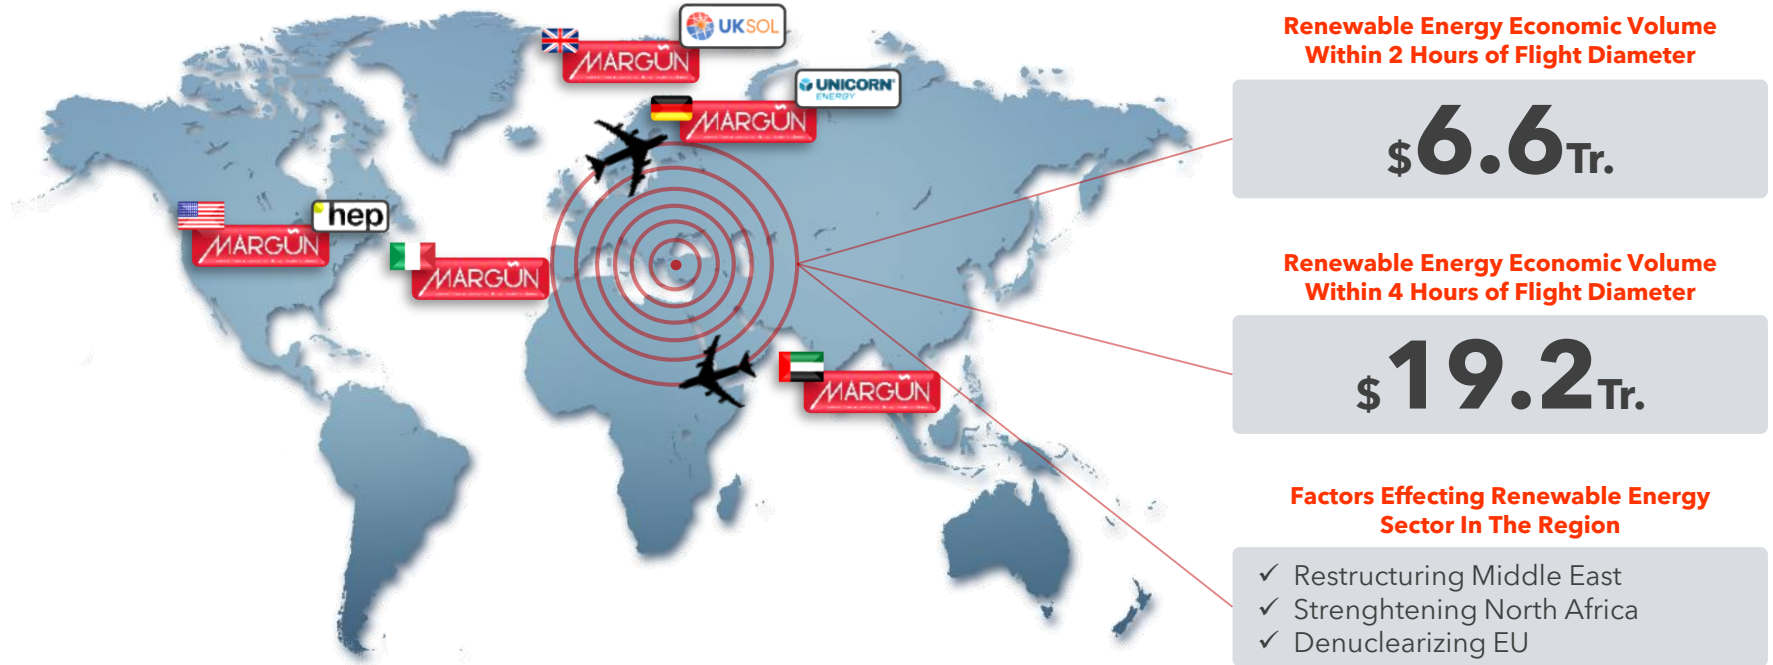 UKSOL
MARGÜN
UNICORN
ENERGY
MARGÜN
hep
MARGÜN
MARGÜN
MARGÜN
Renewable Energy Economic Volume
Within 2 Hours of Flight Diameter
$6.6Tr.
Renewable Energy Economic Volume
Within 4 Hours of Flight Diameter
$19.2Tr.
Factors Effecting Renewable Energy
Sector In The Region
✓ Restructuring Middle East
✓ Strenghtening North Africa
✓ Denuclearizing EU